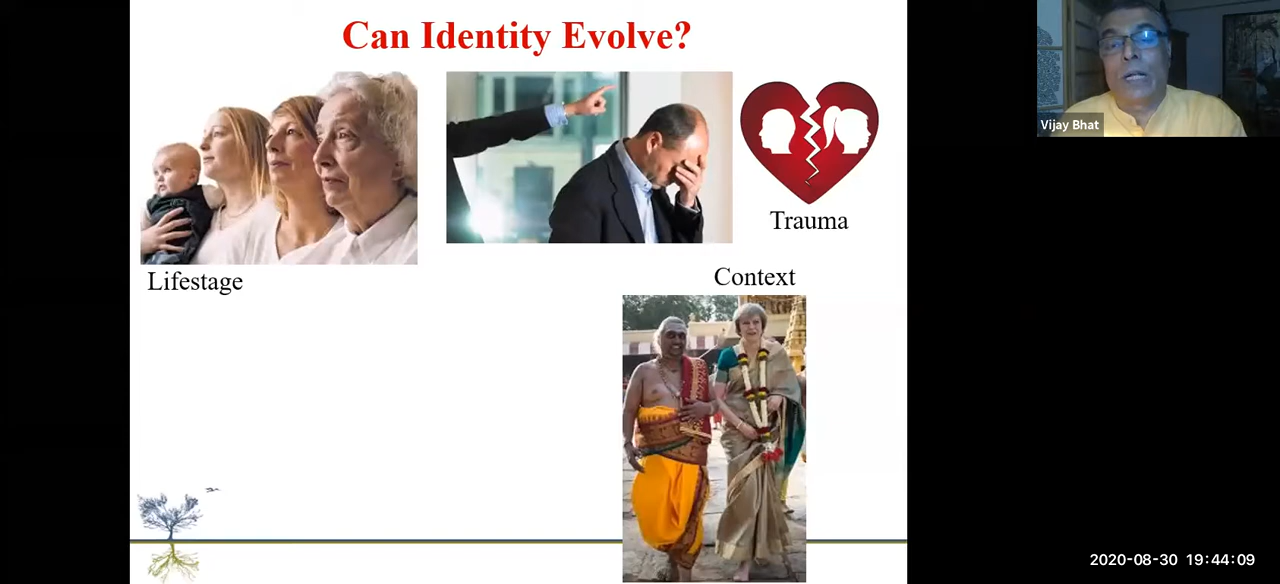 Can Identity Evolve?
Vijay Bhat
Trauma
Context
Lifestage
2020-08-30 19:44:09